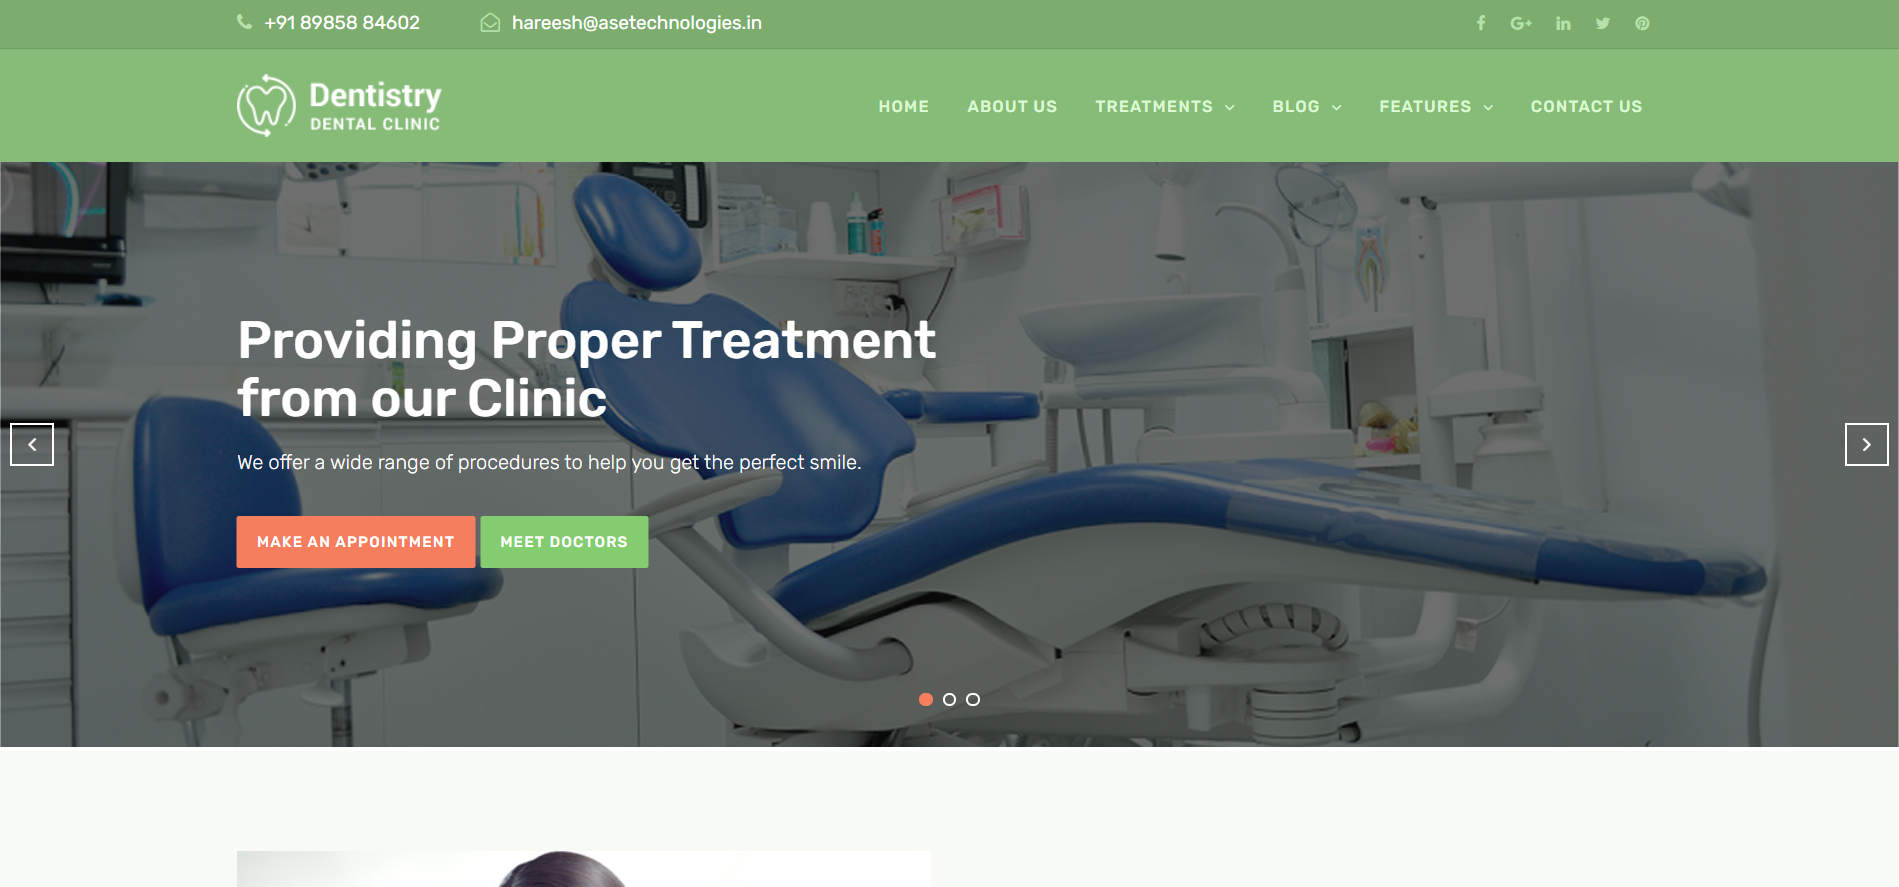 +91 89858 84602
hareesh@asetechnologies.in
Dentistry
DENTAL CLINIC
HOME
ABOUT US
TREATMENTS
BLOG
FEATURES
CONTACT US
Providing Proper Treatment
from our Clinic
We offer a wide range of procedures to help you get the perfect smile.
MAKE AN APPOINTMENT
MEET DOCTORS